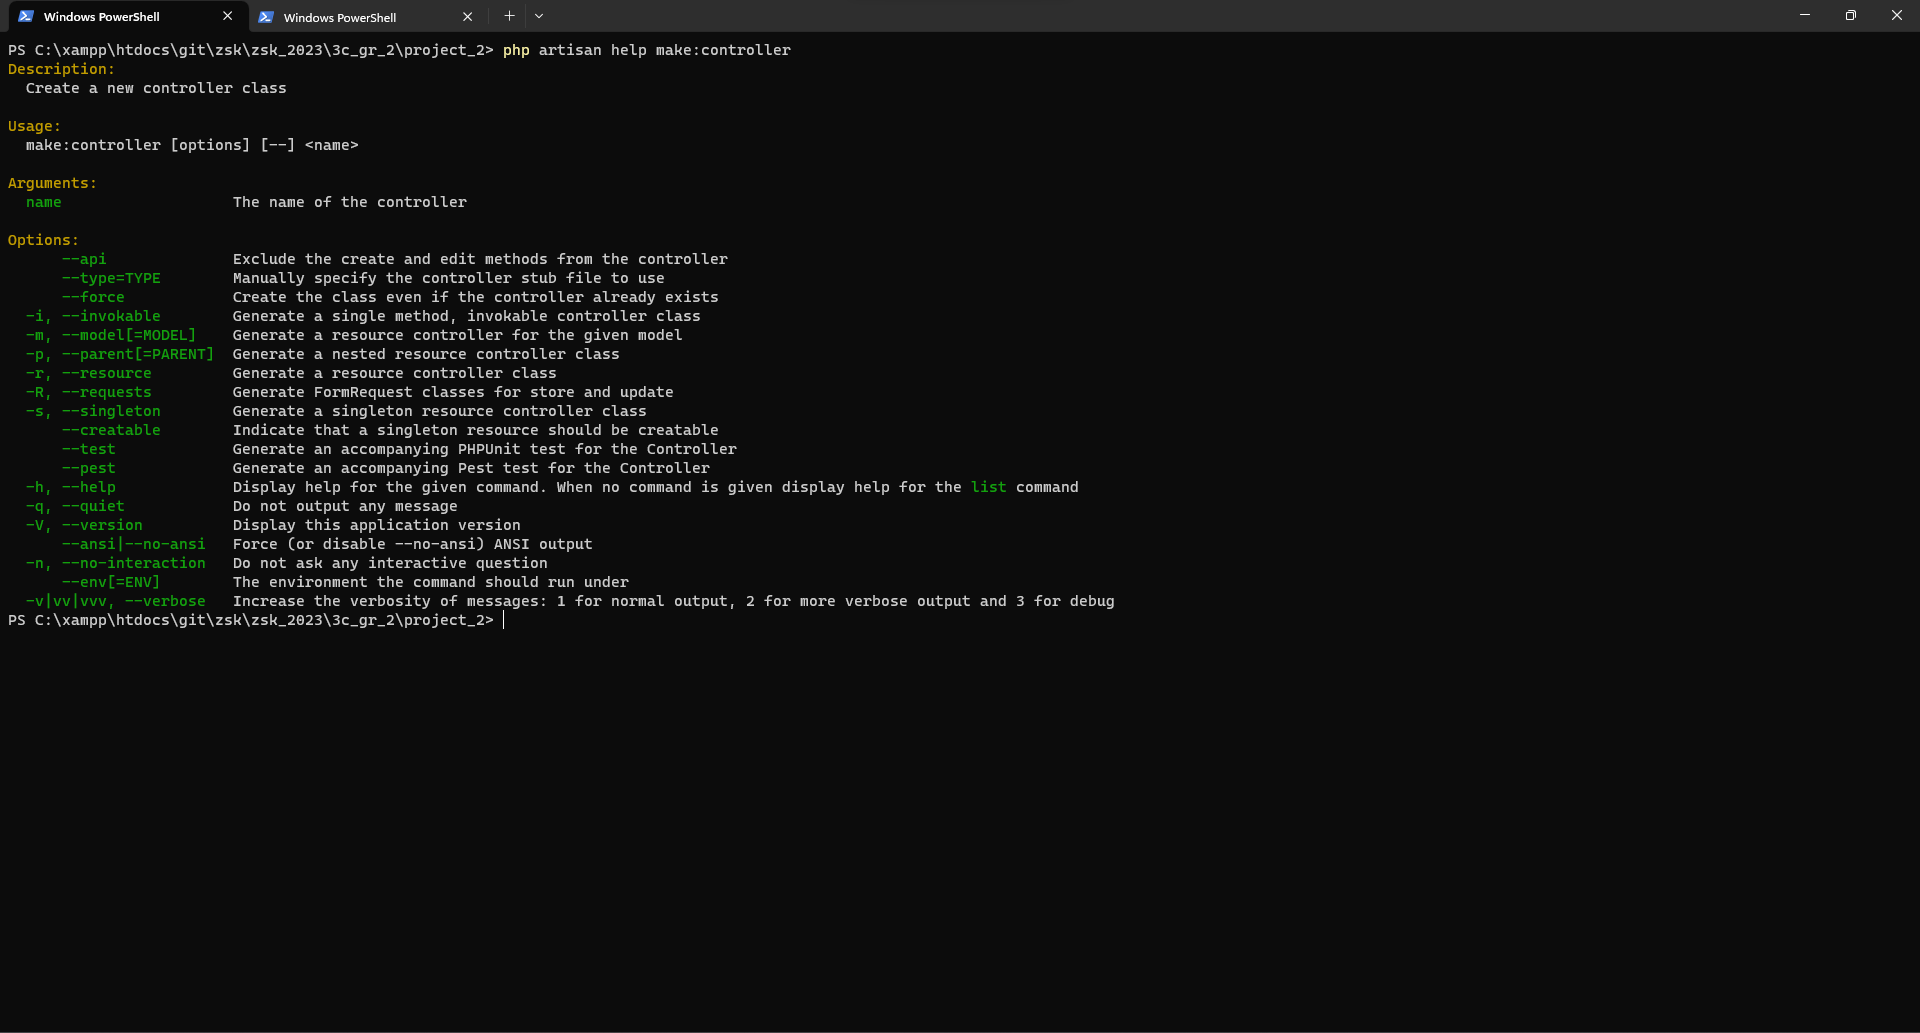 Windows PowerShell
Windows PowerShell
PS C:\xampp\htdocs\git\zsk\zsk_2023\3c_gr_2\project_2> php artisan help make:controller
Description:
  Create a new controller class

Usage:
  make:controller [options] [--] <name>

Arguments:
  name                   The name of the controller

Options:
      --api              Exclude the create and edit methods from the controller
      --type=TYPE        Manually specify the controller stub file to use
      --force            Create the class even if the controller already exists
  -i, --invokable        Generate a single method, invokable controller class
  -m, --model[=MODEL]    Generate a resource controller for the given model
  -p, --parent[=PARENT]  Generate a nested resource controller class
  -r, --resource         Generate a resource controller class
  -R, --requests         Generate FormRequest classes for store and update
  -s, --singleton        Generate a singleton resource controller class
      --creatable        Indicate that a singleton resource should be creatable
      --test             Generate an accompanying PHPUnit test for the Controller
      --pest             Generate an accompanying Pest test for the Controller
  -h, --help             Display help for the given command. When no command is given display help for the list command
  -q, --quiet            Do not output any message
  -V, --version          Display this application version
      --ansi|--no-ansi   Force (or disable --no-ansi) ANSI output
  -n, --no-interaction   Do not ask any interactive question
      --env[=ENV]        The environment the command should run under
  -v|vv|vvv, --verbose   Increase the verbosity of messages: 1 for normal output, 2 for more verbose output and 3 for debug
PS C:\xampp\htdocs\git\zsk\zsk_2023\3c_gr_2\project_2>